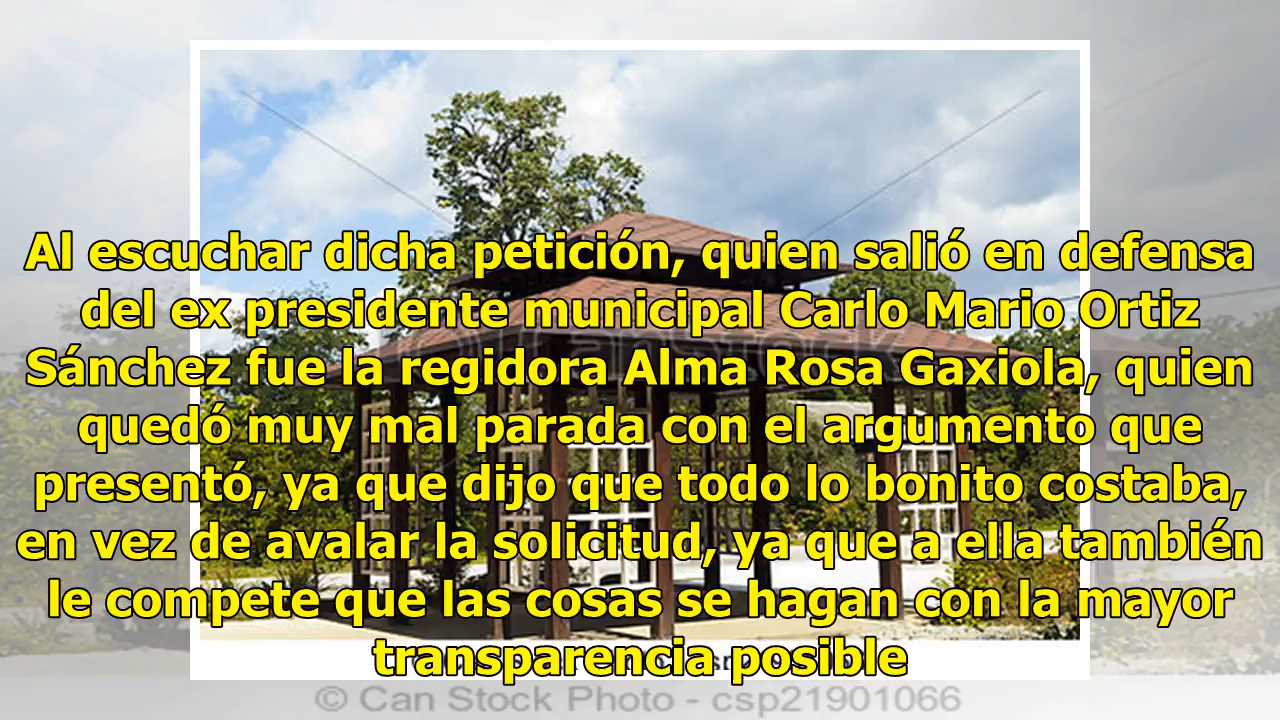 Al escuchar dicha petición, quien salió en defensa
del ex presidente municipal Carlo Mario Ortiz
Sánchez fue la regidora Alma Rosa Gaxiola, quien
quedó muy mal parada con el argumento que
presentó, ya que dijo que todo lo bonito costaba,
en vez de avalar la solicitud, ya que a ella también
le compete que las cosas se hagan con la mayor
transparencia posible
© Can Stock Photo - csp21901066